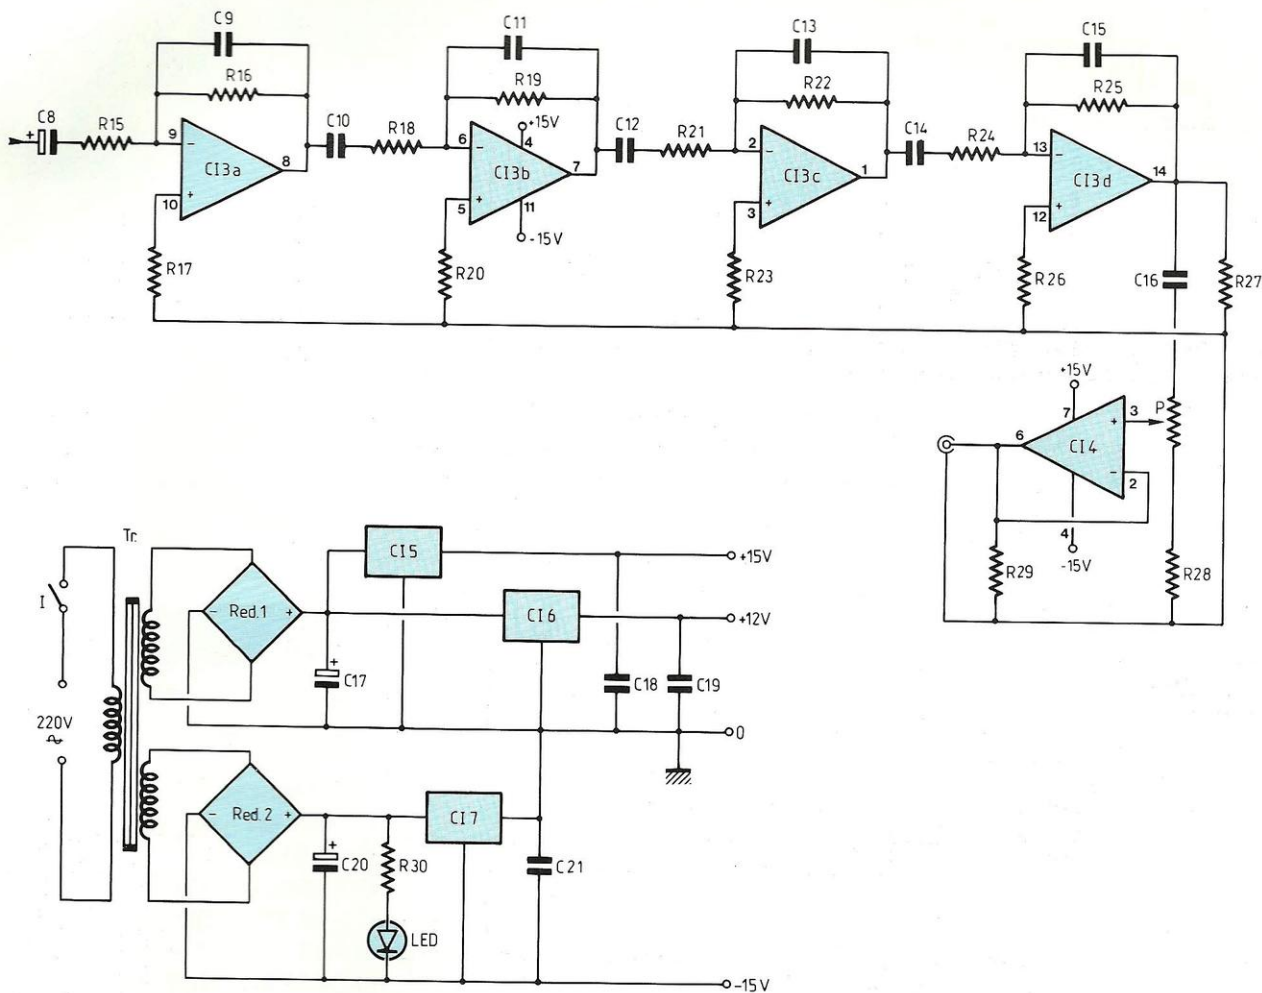 C9
R16
C8
+
R15
9
-
CI3a
8
+
10
R17
C11
R19
C10
R18
+15V
6
-
4
CI3b
7
5
+
11
-15V
R20
C13
R22
C12
R21
2
-
CI3c
1
+
3
R23
C15
R25
C14
R24
13
-
CI3d
14
+
12
R26
C16
R27
+15V
7
3
P
+
6
CI4
-
2
4
-15V
R29
R28
Tr.
I
220V
Red.1
-
+
CI5
+15V
CI6
+12V
+
C17
C18
C19
0
Red.2
-
+
CI7
+
C20
R30
C21
LED
-15V